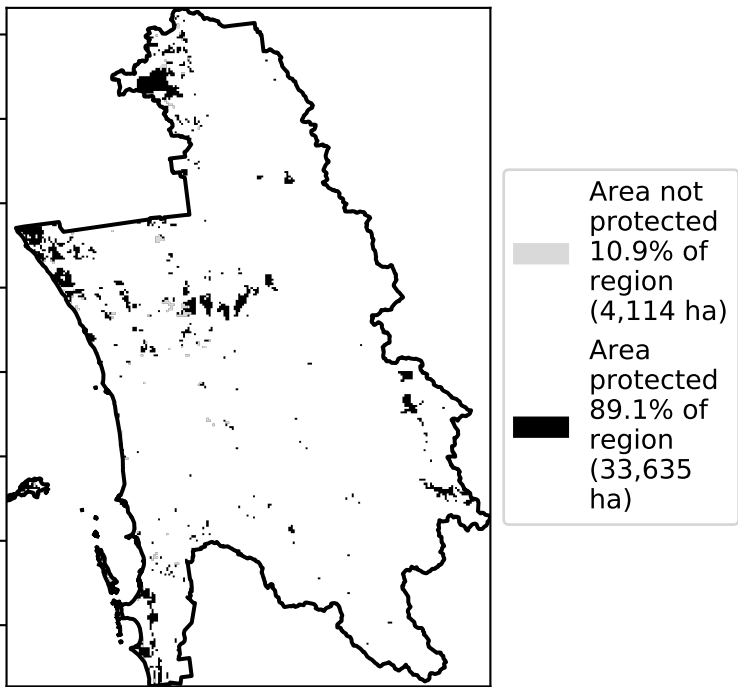 Area not
protected
10.9% of
region
(4,114 ha)
Area
protected
89.1% of
region
(33,635
ha)